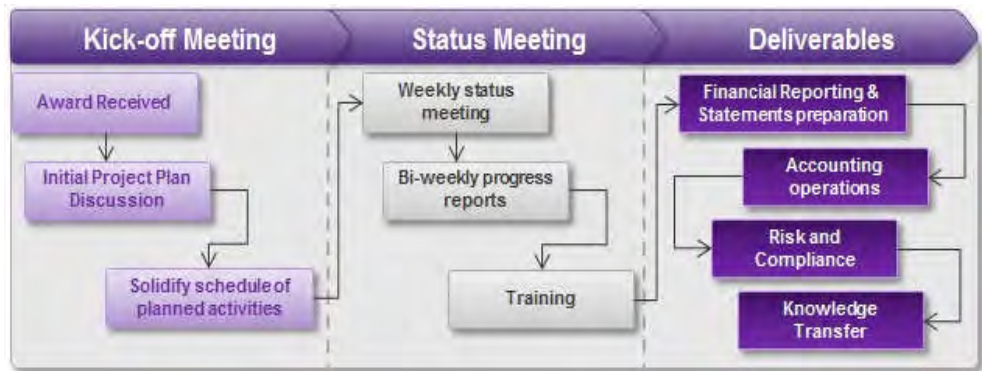 Kick-off Meeting
Award Received
Initial Project Plan
Discussion
Solidify schedule of
planned activities
Status Meeting
Weekly status
meeting
Bi-weekly progress
reports
Training
Deliverables
Financial Reporting &
Statements preparation
Accounting
operations
Risk and
Compliance
Knowledge
Transfer